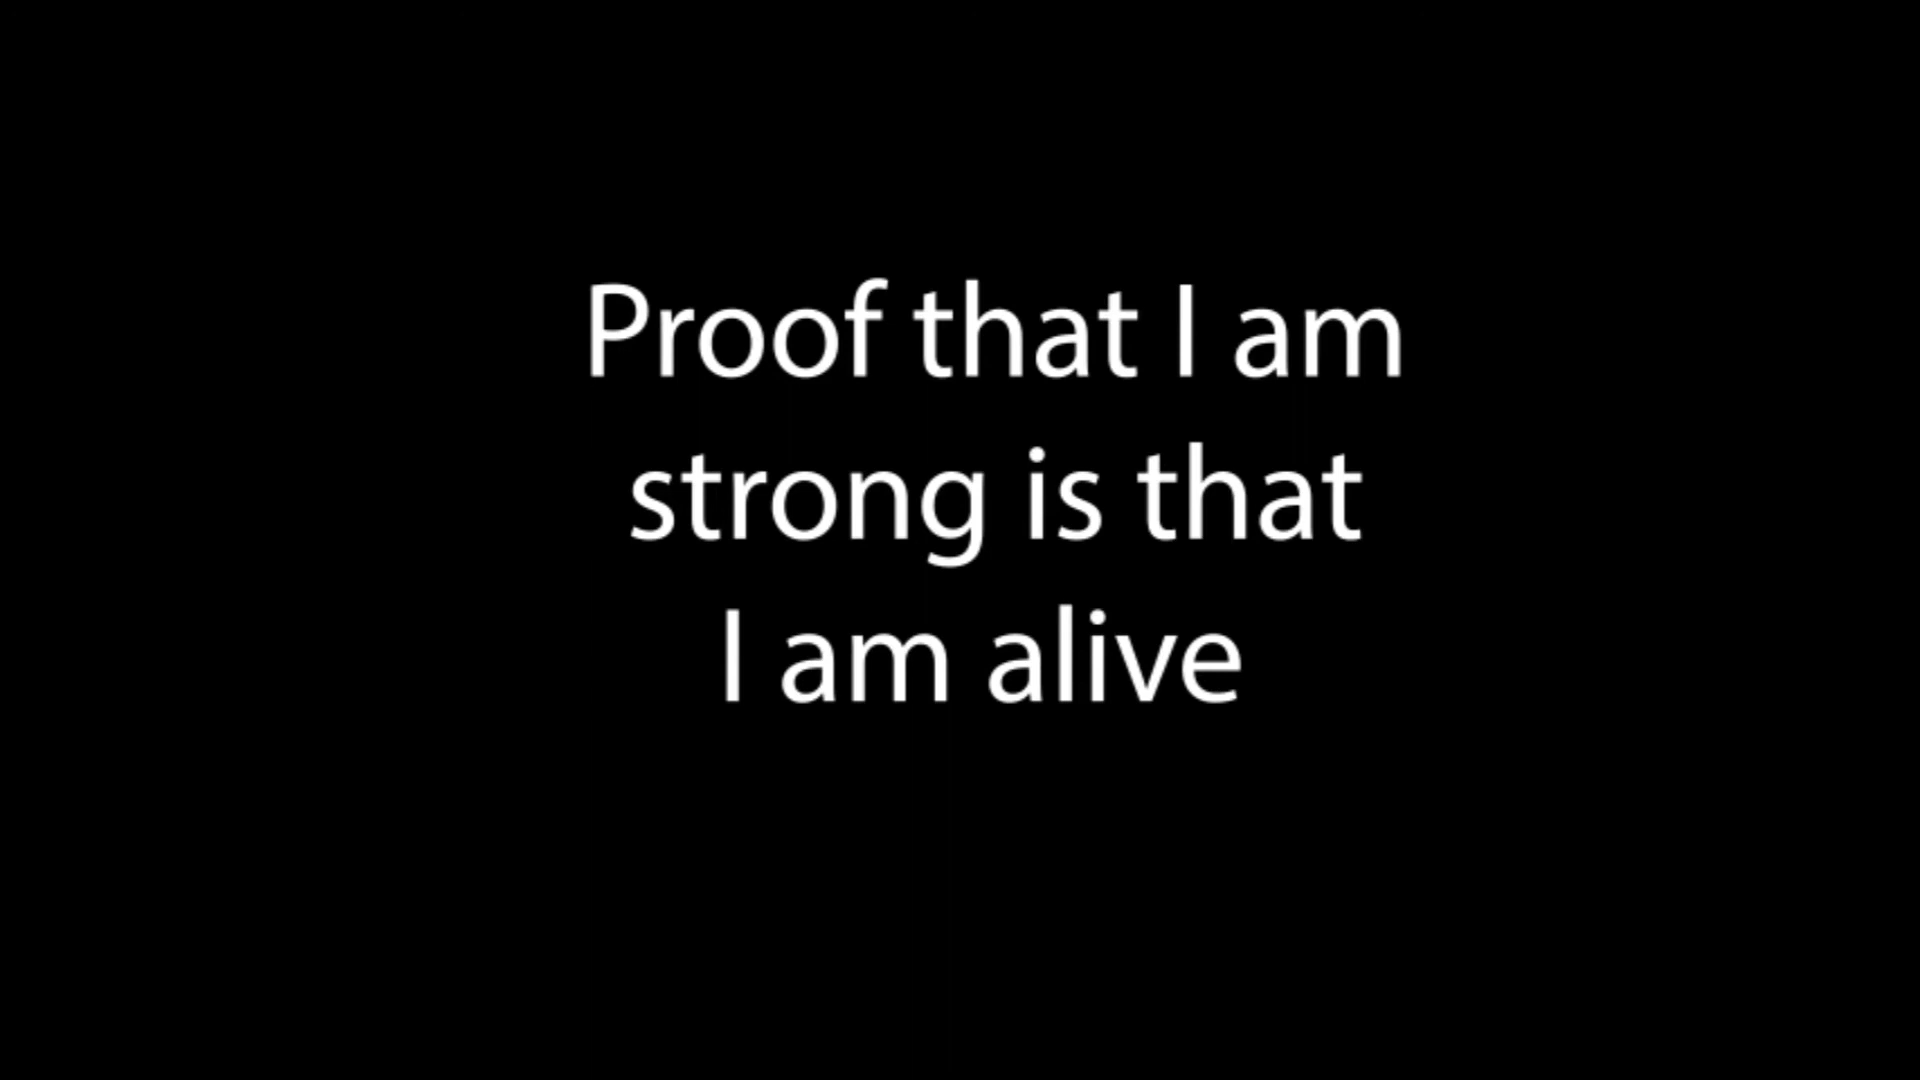 Proof that I am
strong is that
I am alive